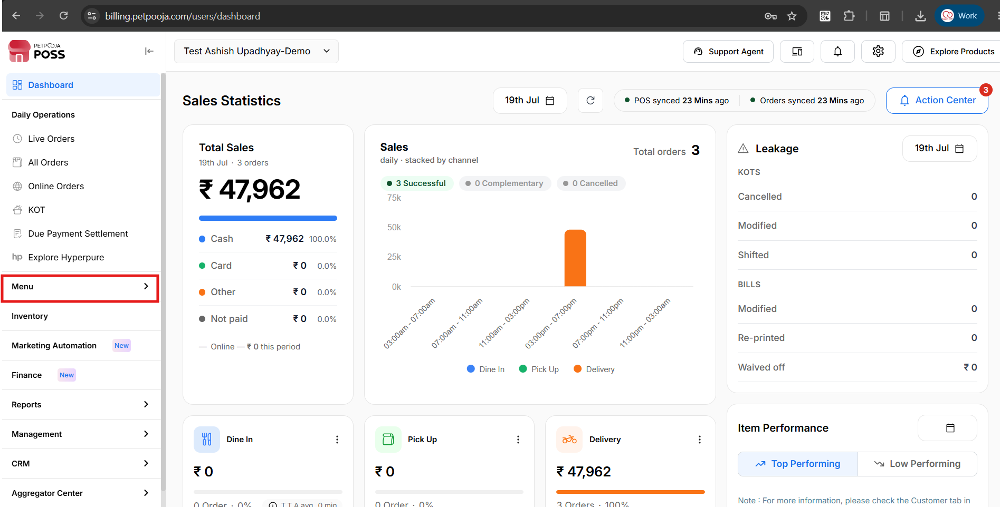 billing.petpooja.com/users/dashboard
Work
PETPOOJA
POSS
Test Ashish Upadhyay-Demo
Support Agent
Explore Products
Dashboard
Daily Operations
Live Orders
All Orders
Online Orders
KOT
Due Payment Settlement
hp Explore Hyperpure
Menu
Inventory
Marketing Automation New
Finance New
Reports
Management
CRM
Aggregator Center
Sales Statistics
19th Jul
POS synced 23 Mins ago
Orders synced 23 Mins ago
Action Center
3
Total Sales
19th Jul · 3 orders
₹ 47,962
Cash ₹ 47,962 100.0%
Card ₹ 0 0.0%
Other ₹ 0 0.0%
Not paid ₹ 0 0.0%
— Online — ₹ 0 this period
Sales
daily · stacked by channel
Total orders 3
3 Successful
0 Complementary
0 Cancelled
75k
50k
25k
0k
03:00am - 07:00am
07:00am - 11:00am
11:00am - 03:00pm
03:00pm - 07:00pm
07:00pm - 11:00pm
11:00pm - 03:00am
Dine In
Pick Up
Delivery
Leakage
19th Jul
KOTS
Cancelled 0
Modified 0
Shifted 0
BILLS
Modified 0
Re-printed 0
Waived off ₹ 0
Dine In
₹ 0
0 Order · 0%
T.T.A avg. 0 min
Pick Up
₹ 0
0 Order · 0%
Delivery
₹ 47,962
3 Orders · 100%
Item Performance
Top Performing
Low Performing
Note : For more information, please check the Customer tab in